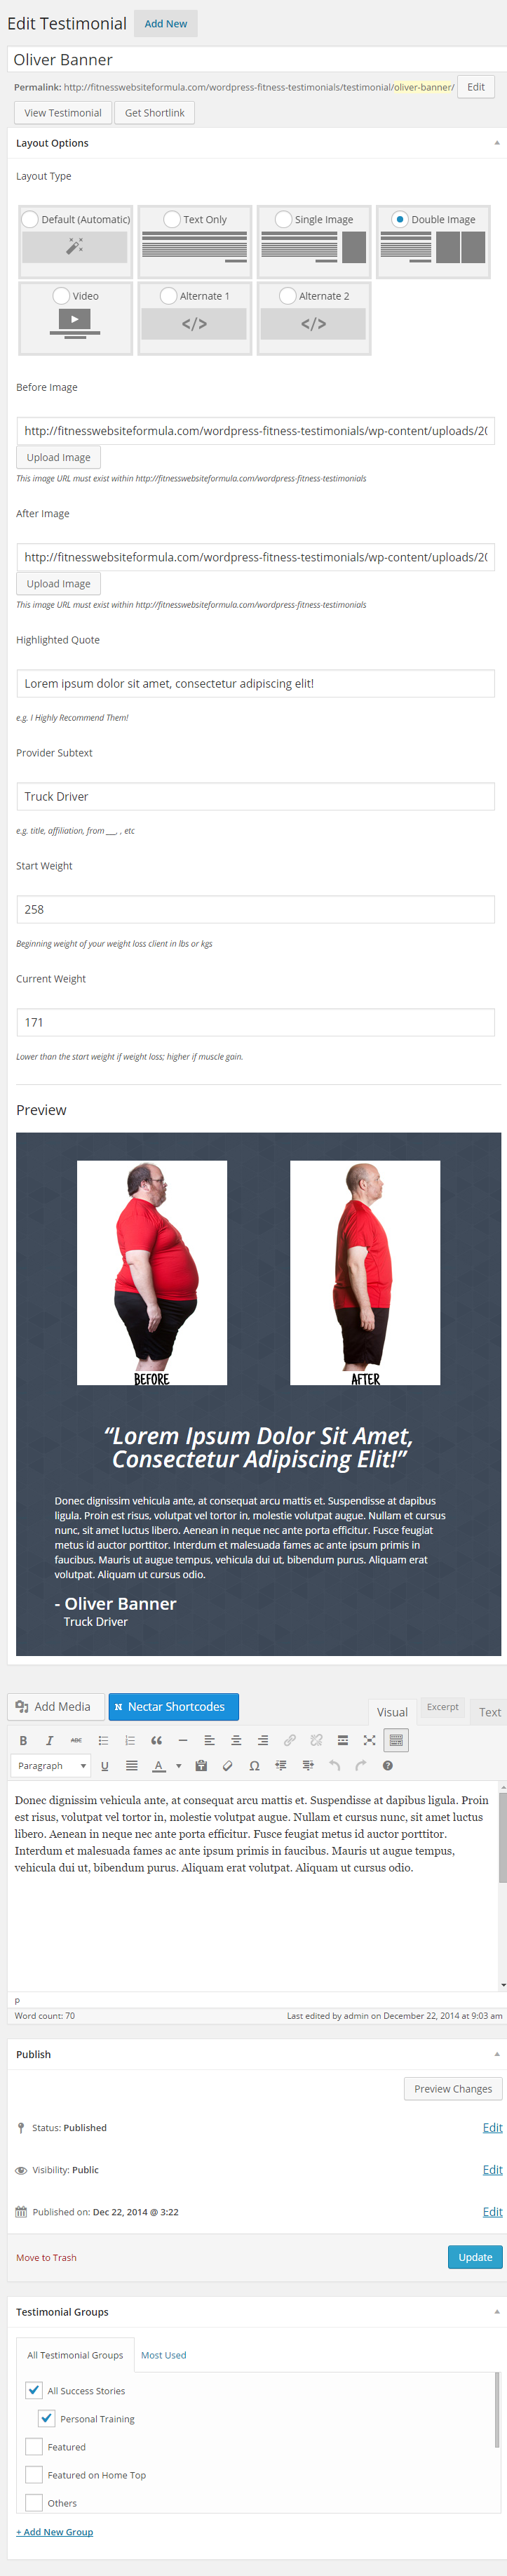 Edit Testimonial Add New
Oliver Banner
Permalink: http://fitnesswebsiteformula.com/wordpress-fitness-testimonials/testimonial/oliver-banner/ Edit
View Testimonial Get Shortlink
Layout Options
Layout Type
Default (Automatic) Text Only Single Image Double Image
Video Alternate 1 Alternate 2
</> </>
Before Image
http://fitnesswebsiteformula.com/wordpress-fitness-testimonials/wp-content/uploads/20
Upload Image
This image URL must exist within http://fitnesswebsiteformula.com/wordpress-fitness-testimonials
After Image
http://fitnesswebsiteformula.com/wordpress-fitness-testimonials/wp-content/uploads/20
Upload Image
This image URL must exist within http://fitnesswebsiteformula.com/wordpress-fitness-testimonials
Highlighted Quote
Lorem ipsum dolor sit amet, consectetur adipiscing elit!
e.g. I Highly Recommend Them!
Provider Subtext
Truck Driver
e.g. title, affiliation, from ___, , etc
Start Weight
258
Beginning weight of your weight loss client in lbs or kgs
Current Weight
171
Lower than the start weight if weight loss; higher if muscle gain.
Preview
BEFORE AFTER
“Lorem Ipsum Dolor Sit Amet,
Consectetur Adipiscing Elit!”
Donec dignissim vehicula ante, at consequat arcu mattis et. Suspendisse at dapibus
ligula. Proin est risus, volutpat vel tortor in, molestie volutpat augue. Nullam et cursus
nunc, sit amet luctus libero. Aenean in neque nec ante porta efficitur. Fusce feugiat
metus id auctor porttitor. Interdum et malesuada fames ac ante ipsum primis in
faucibus. Mauris ut augue tempus, vehicula dui ut, bibendum purus. Aliquam erat
volutpat. Aliquam ut cursus odio.
- Oliver Banner
Truck Driver
Add Media N Nectar Shortcodes Visual Excerpt Text
B I ABC
Paragraph U A Ω
Donec dignissim vehicula ante, at consequat arcu mattis et. Suspendisse at dapibus ligula. Proin
est risus, volutpat vel tortor in, molestie volutpat augue. Nullam et cursus nunc, sit amet luctus
libero. Aenean in neque nec ante porta efficitur. Fusce feugiat metus id auctor porttitor.
Interdum et malesuada fames ac ante ipsum primis in faucibus. Mauris ut augue tempus,
vehicula dui ut, bibendum purus. Aliquam erat volutpat. Aliquam ut cursus odio.
p
Word count: 70 Last edited by admin on December 22, 2014 at 9:03 am
Publish
Preview Changes
Status: Published Edit
Visibility: Public Edit
Published on: Dec 22, 2014 @ 3:22 Edit
Move to Trash Update
Testimonial Groups
All Testimonial Groups Most Used
All Success Stories
Personal Training
Featured
Featured on Home Top
Others
+ Add New Group